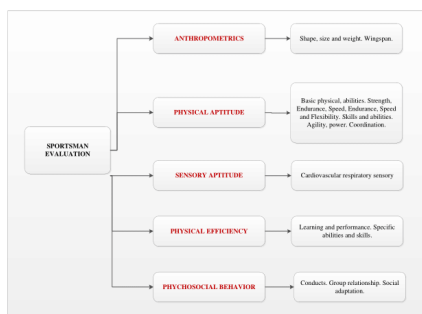 ANTHROPOMETRICS
Shape, size and weight. Wingspan.
PHYSICAL APTITUDE
Basic physical, abilities. Strength,
Endurance, Speed, Endurance, Speed
and Flexibility. Skills and abilities.
Agility, power. Coordination.
SPORTSMAN
EVALUATION
SENSORY APTITUDE
Cardiovascular respiratory sensory
PHYSICAL EFFICIENCY
Learning and performance. Specific
abilities and skills.
PHYCHOSOCIAL BEHAVIOR
Conducts. Group relationship. Social
adaptation.